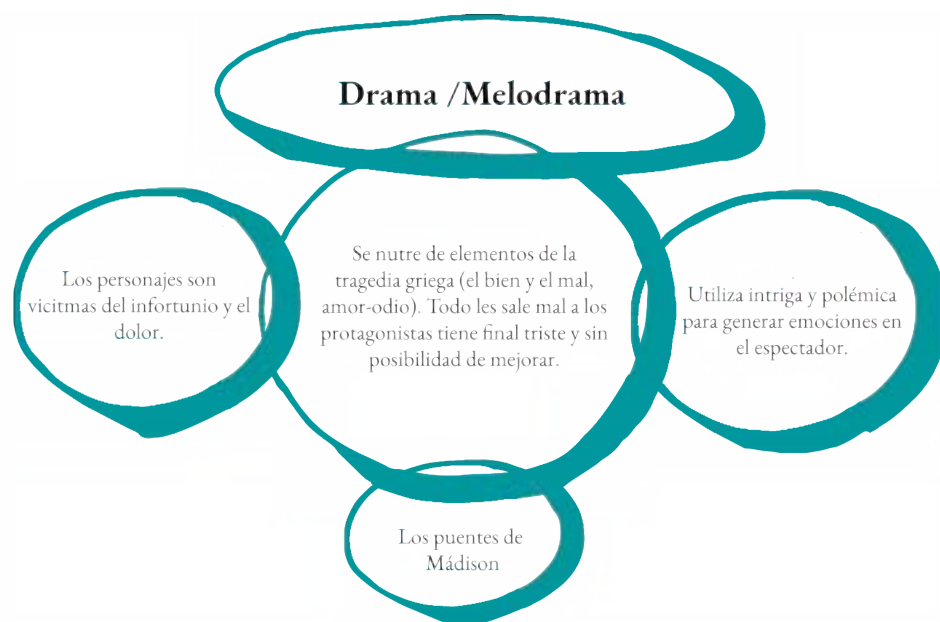 Drama /Melodrama
Los personajes son
vicitmas del infortunio y el
dolor.
Se nutre de elementos de la
tragedia griega (el bien y el mal,
amor-odio). Todo les sale mal a los
protagonistas tiene final triste y sin
posibilidad de mejorar.
Utiliza intriga y polémica
para generar emociones en
el espectador.
Los puentes de
Mádison